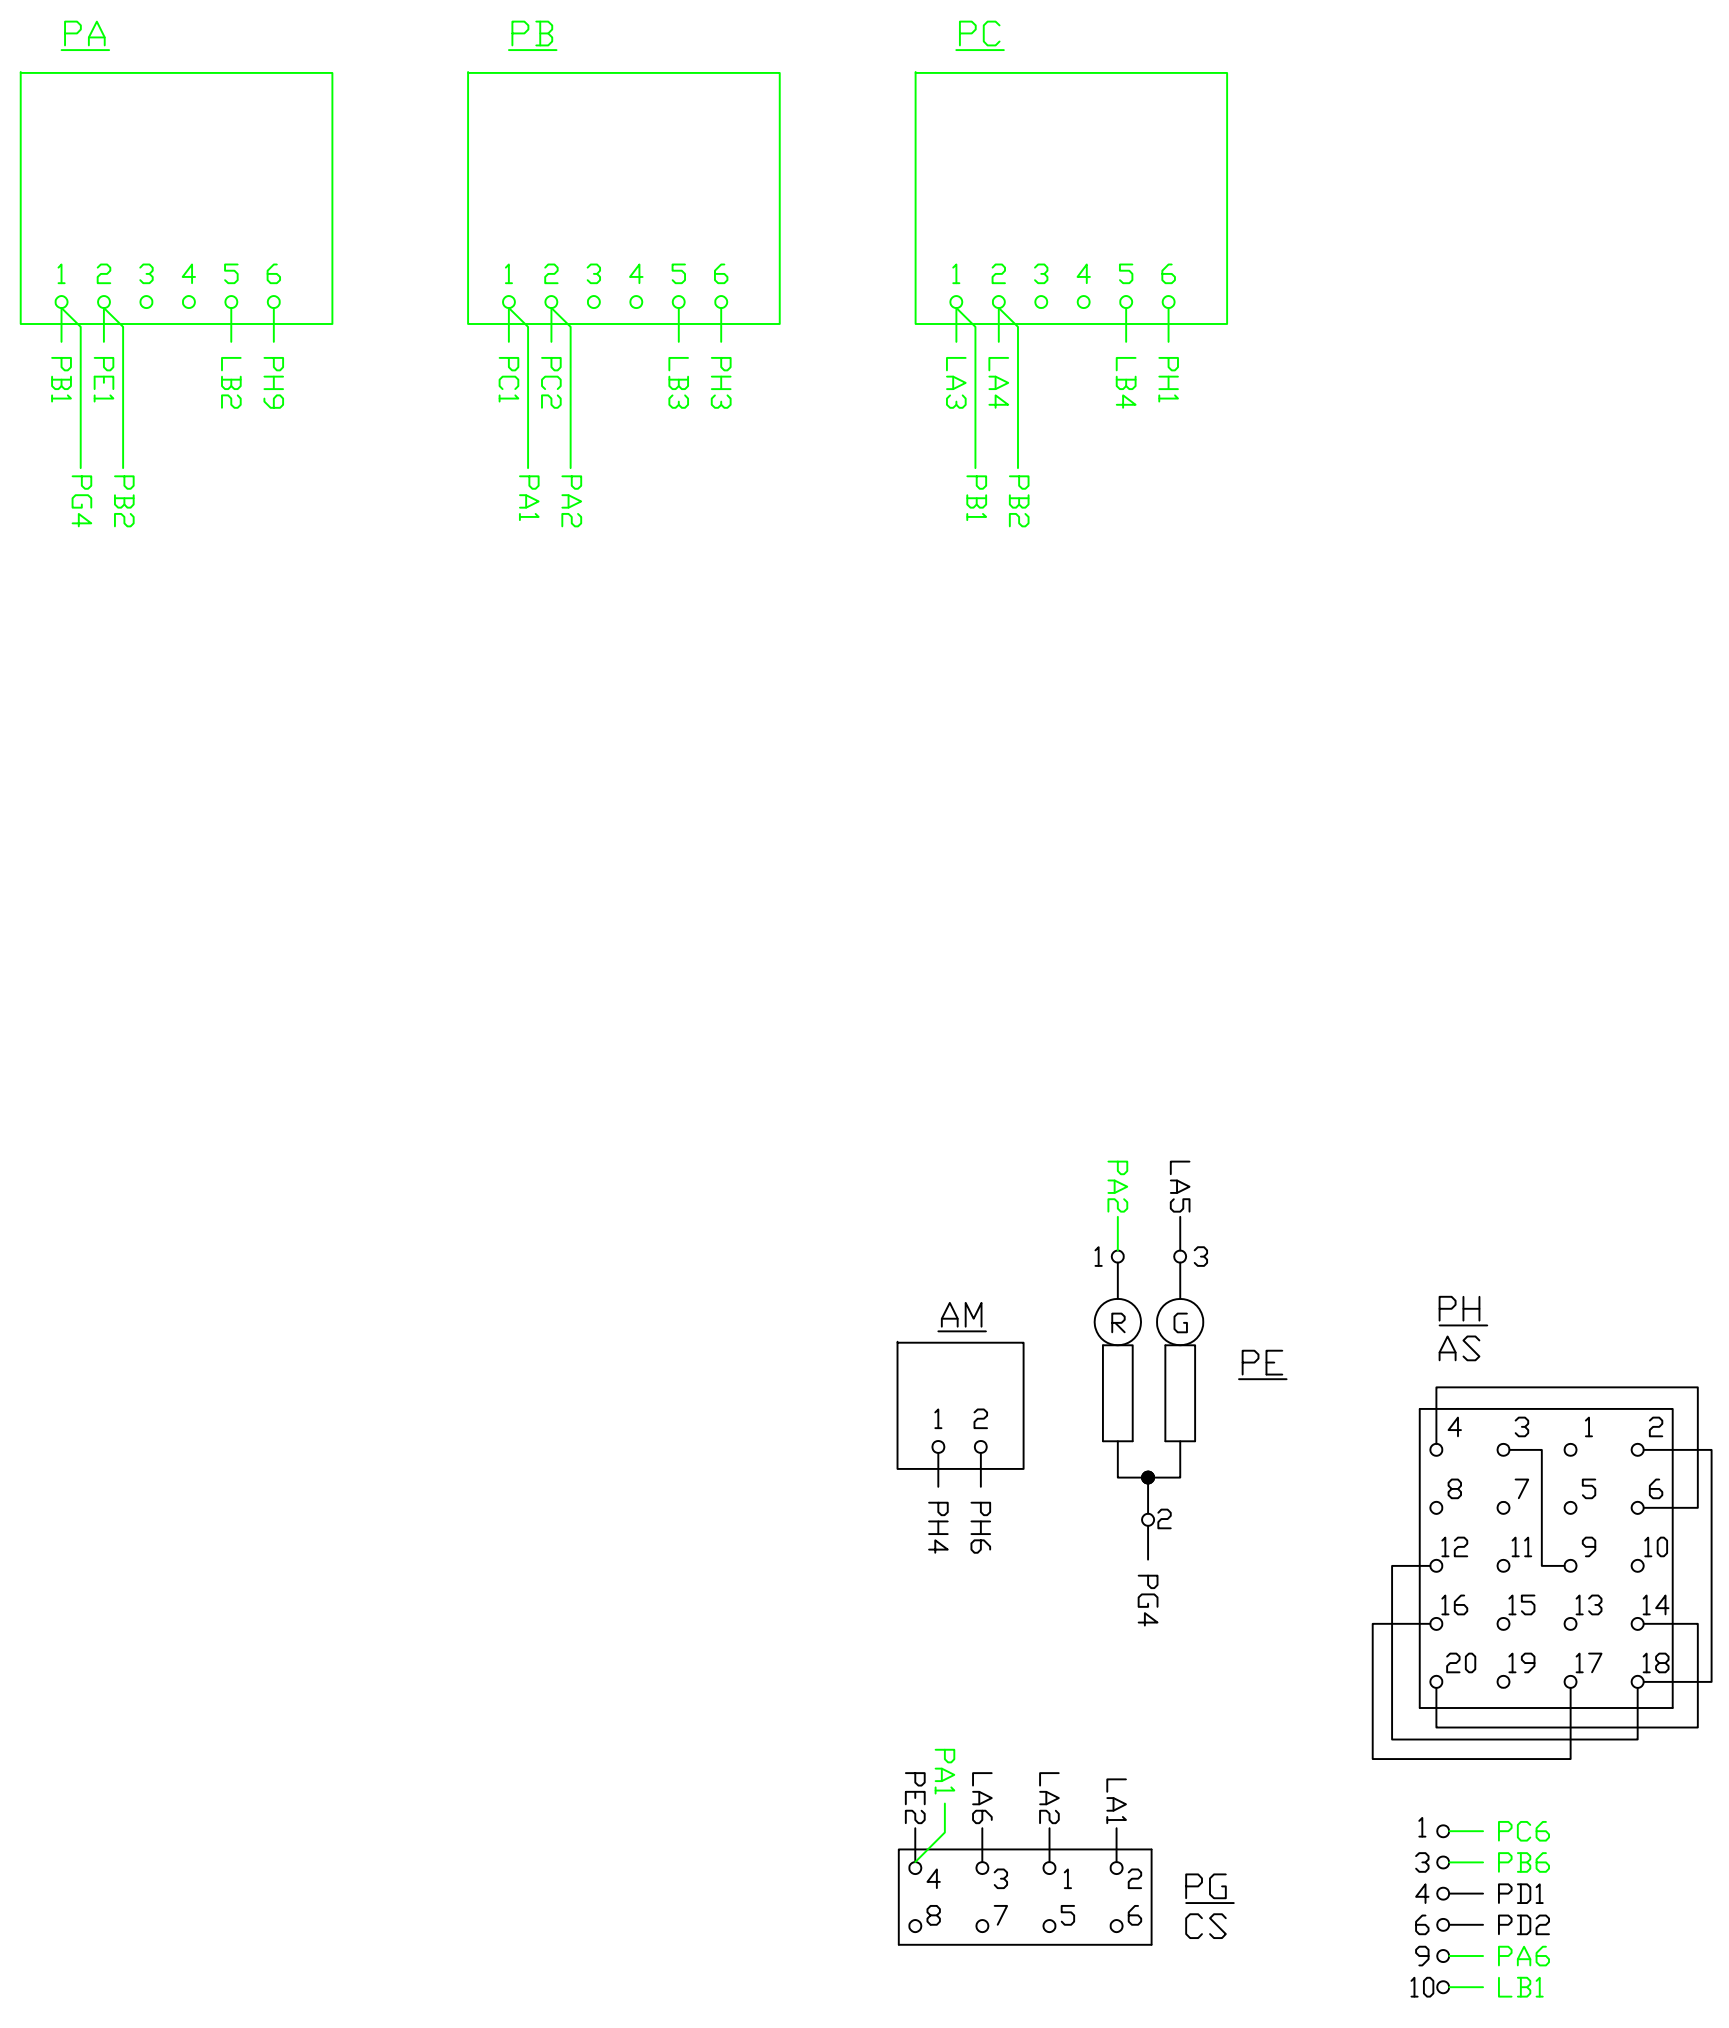 PA PB PC
1 2 3 4 5 6 1 2 3 4 5 6 1 2 3 4 5 6
PB1 PE1 LB2 PH9 PC1 PC2 LB3 PH3 LA3 LA4 LB4 PH1
PG4 PB2 PA1 PA2 PB1 PB2
PA2 LA5
1 3
R G
PE
2
PG4
AM
1 2
PH4 PH6
PH
AS
4 3 1 2
8 7 5 6
12 11 9 10
16 15 13 14
20 19 17 18
PE2 PA1 LA6 LA2 LA1
4 3 1 2
8 7 5 6
PG
CS
1 PC6
3 PB6
4 PD1
6 PD2
9 PA6
10 LB1